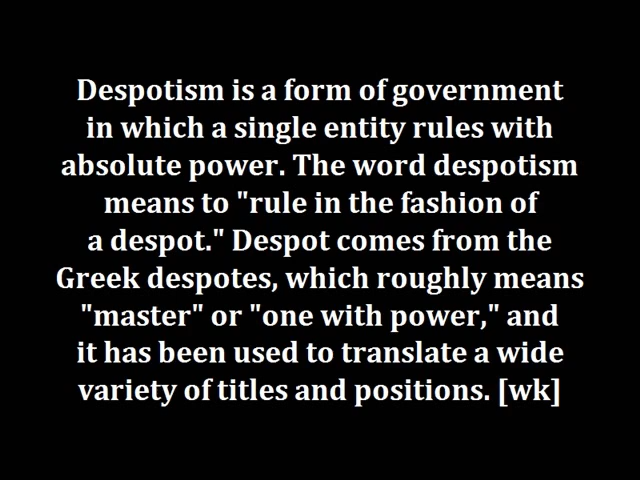 Despotism is a form of government
in which a single entity rules with
absolute power. The word despotism
means to "rule in the fashion of
a despot." Despot comes from the
Greek despotes, which roughly means
"master" or "one with power," and
it has been used to translate a wide
variety of titles and positions. [wk]